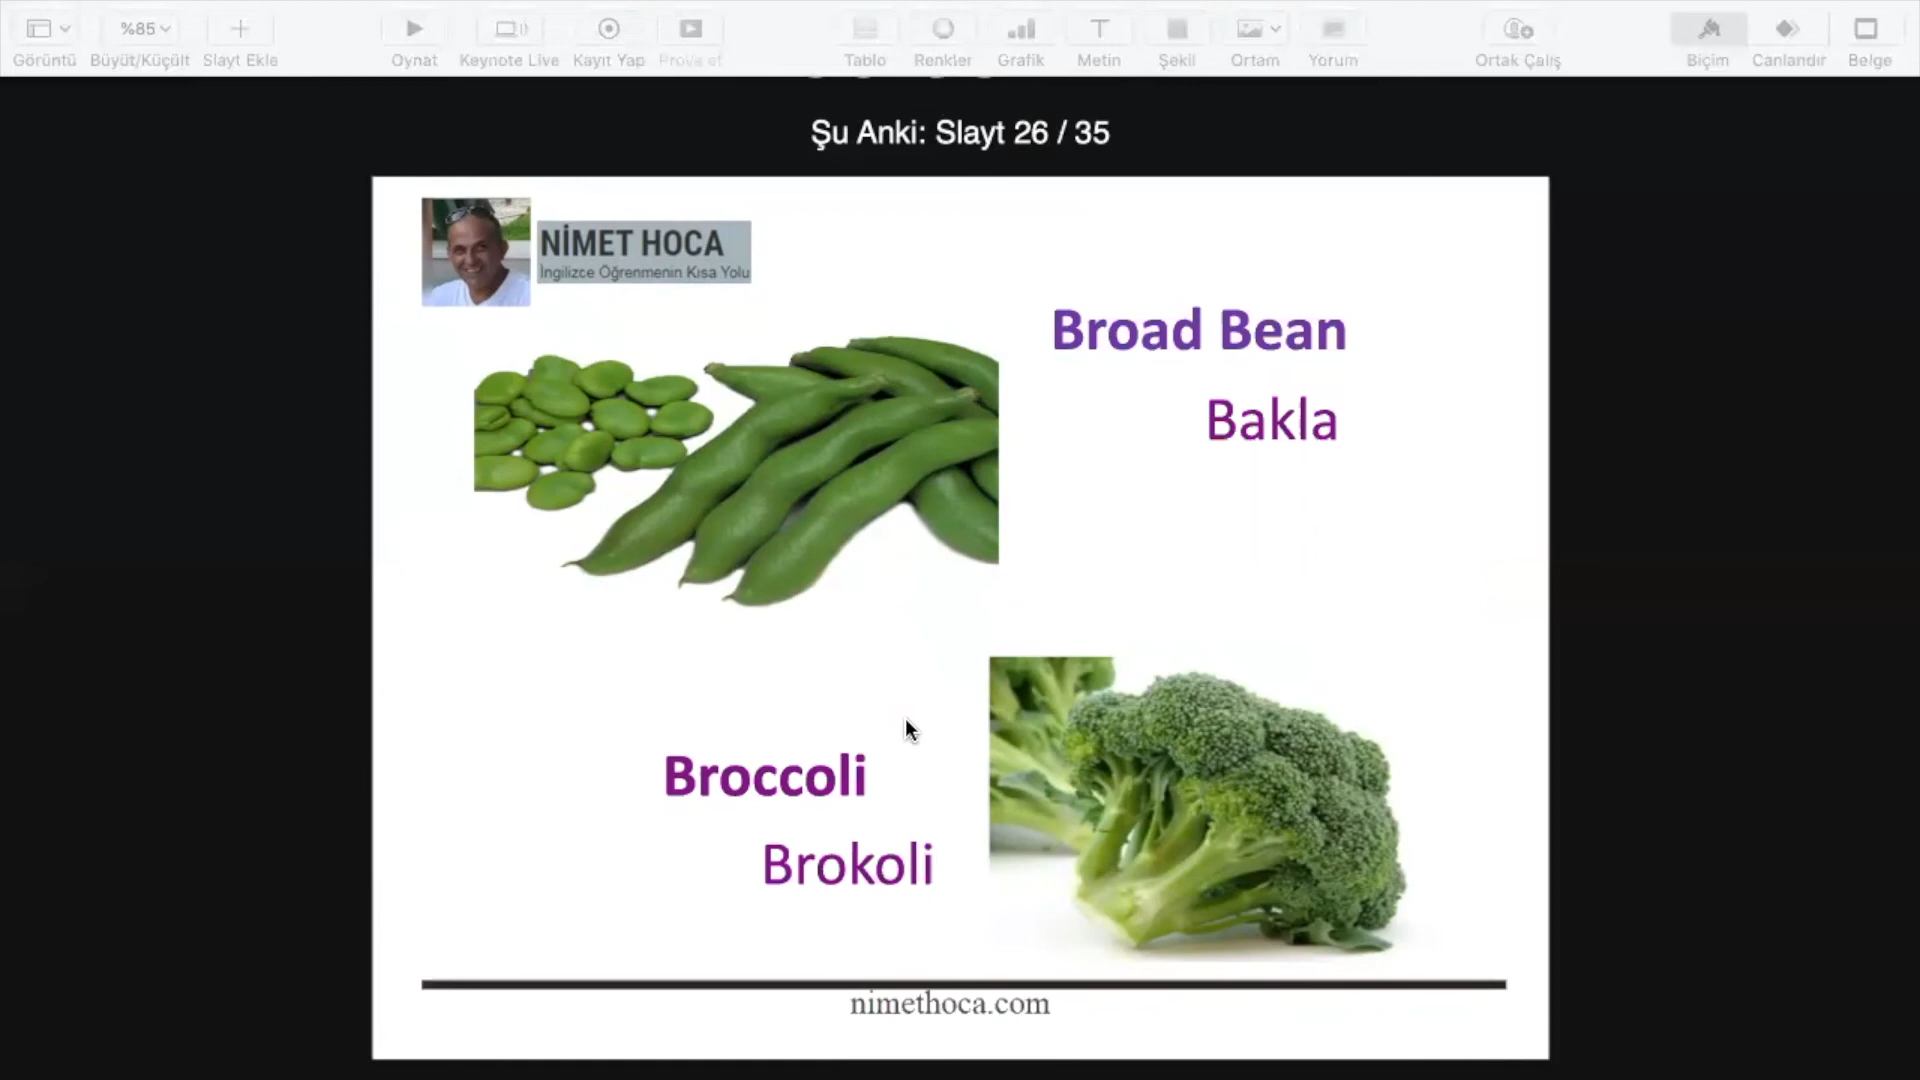 %85
Görüntü
Büyüt/Küçült
Slayt Ekle
Oynat
Keynote Live
Kayıt Yap
Prova et
Tablo
Renkler
Grafik
Metin
Şekil
Ortam
Yorum
Ortak Çalış
Biçim
Canlandır
Belge
Şu Anki: Slayt 26 / 35
NİMET HOCA
İngilizce Öğrenmenin Kısa Yolu
Broad Bean
Bakla
Broccoli
Brokoli
nimethoca.com